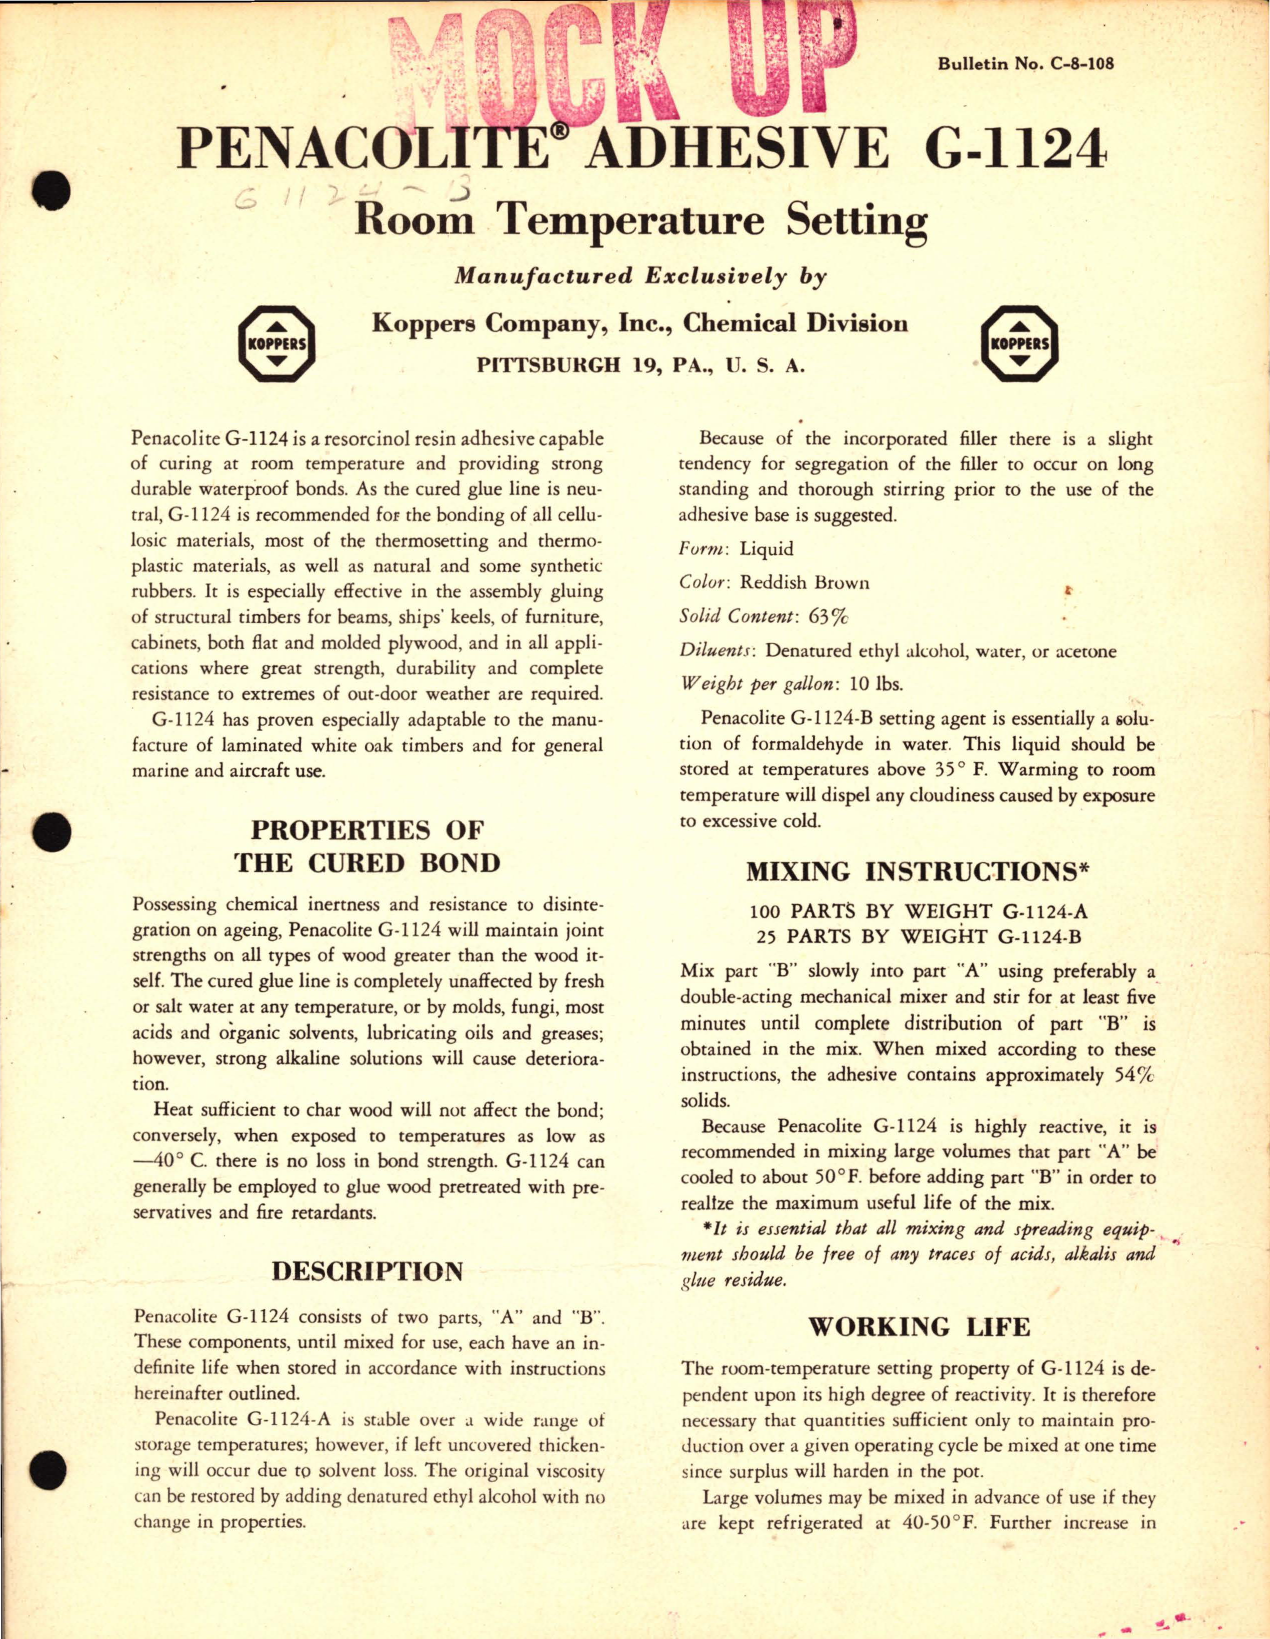 MOCK UP
Bulletin No. C-8-108
PENACOLITE® ADHESIVE G-1124
G 1124-B
Room Temperature Setting
Manufactured Exclusively by
Koppers Company, Inc., Chemical Division
PITTSBURGH 19, PA., U. S. A.
KOPPERS
KOPPERS
Penacolite G-1124 is a resorcinol resin adhesive capable
of curing at room temperature and providing strong
durable waterproof bonds. As the cured glue line is neu-
tral, G-1124 is recommended for the bonding of all cellu-
losic materials, most of the thermosetting and thermo-
plastic materials, as well as natural and some synthetic
rubbers. It is especially effective in the assembly gluing
of structural timbers for beams, ships' keels, of furniture,
cabinets, both flat and molded plywood, and in all appli-
cations where great strength, durability and complete
resistance to extremes of out-door weather are required.
G-1124 has proven especially adaptable to the manu-
facture of laminated white oak timbers and for general
marine and aircraft use.
PROPERTIES OF
THE CURED BOND
Possessing chemical inertness and resistance to disinte-
gration on ageing, Penacolite G-1124 will maintain joint
strengths on all types of wood greater than the wood it-
self. The cured glue line is completely unaffected by fresh
or salt water at any temperature, or by molds, fungi, most
acids and organic solvents, lubricating oils and greases;
however, strong alkaline solutions will cause deteriora-
tion.
Heat sufficient to char wood will not affect the bond;
conversely, when exposed to temperatures as low as
—40° C. there is no loss in bond strength. G-1124 can
generally be employed to glue wood pretreated with pre-
servatives and fire retardants.
DESCRIPTION
Penacolite G-1124 consists of two parts, "A" and "B".
These components, until mixed for use, each have an in-
definite life when stored in accordance with instructions
hereinafter outlined.
Penacolite G-1124-A is stable over a wide range of
storage temperatures; however, if left uncovered thicken-
ing will occur due to solvent loss. The original viscosity
can be restored by adding denatured ethyl alcohol with no
change in properties.
Because of the incorporated filler there is a slight
tendency for segregation of the filler to occur on long
standing and thorough stirring prior to the use of the
adhesive base is suggested.
Form: Liquid
Color: Reddish Brown
Solid Content: 63%
Diluents: Denatured ethyl alcohol, water, or acetone
Weight per gallon: 10 lbs.
Penacolite G-1124-B setting agent is essentially a solu-
tion of formaldehyde in water. This liquid should be
stored at temperatures above 35° F. Warming to room
temperature will dispel any cloudiness caused by exposure
to excessive cold.
MIXING INSTRUCTIONS*
100 PARTS BY WEIGHT G-1124-A
25 PARTS BY WEIGHT G-1124-B
Mix part "B" slowly into part "A" using preferably a
double-acting mechanical mixer and stir for at least five
minutes until complete distribution of part "B" is
obtained in the mix. When mixed according to these
instructions, the adhesive contains approximately 54%
solids.
Because Penacolite G-1124 is highly reactive, it is
recommended in mixing large volumes that part "A" be
cooled to about 50°F. before adding part "B" in order to
realize the maximum useful life of the mix.
*It is essential that all mixing and spreading equip-
ment should be free of any traces of acids, alkalis and
glue residue.
WORKING LIFE
The room-temperature setting property of G-1124 is de-
pendent upon its high degree of reactivity. It is therefore
necessary that quantities sufficient only to maintain pro-
duction over a given operating cycle be mixed at one time
since surplus will harden in the pot.
Large volumes may be mixed in advance of use if they
are kept refrigerated at 40-50°F. Further increase in